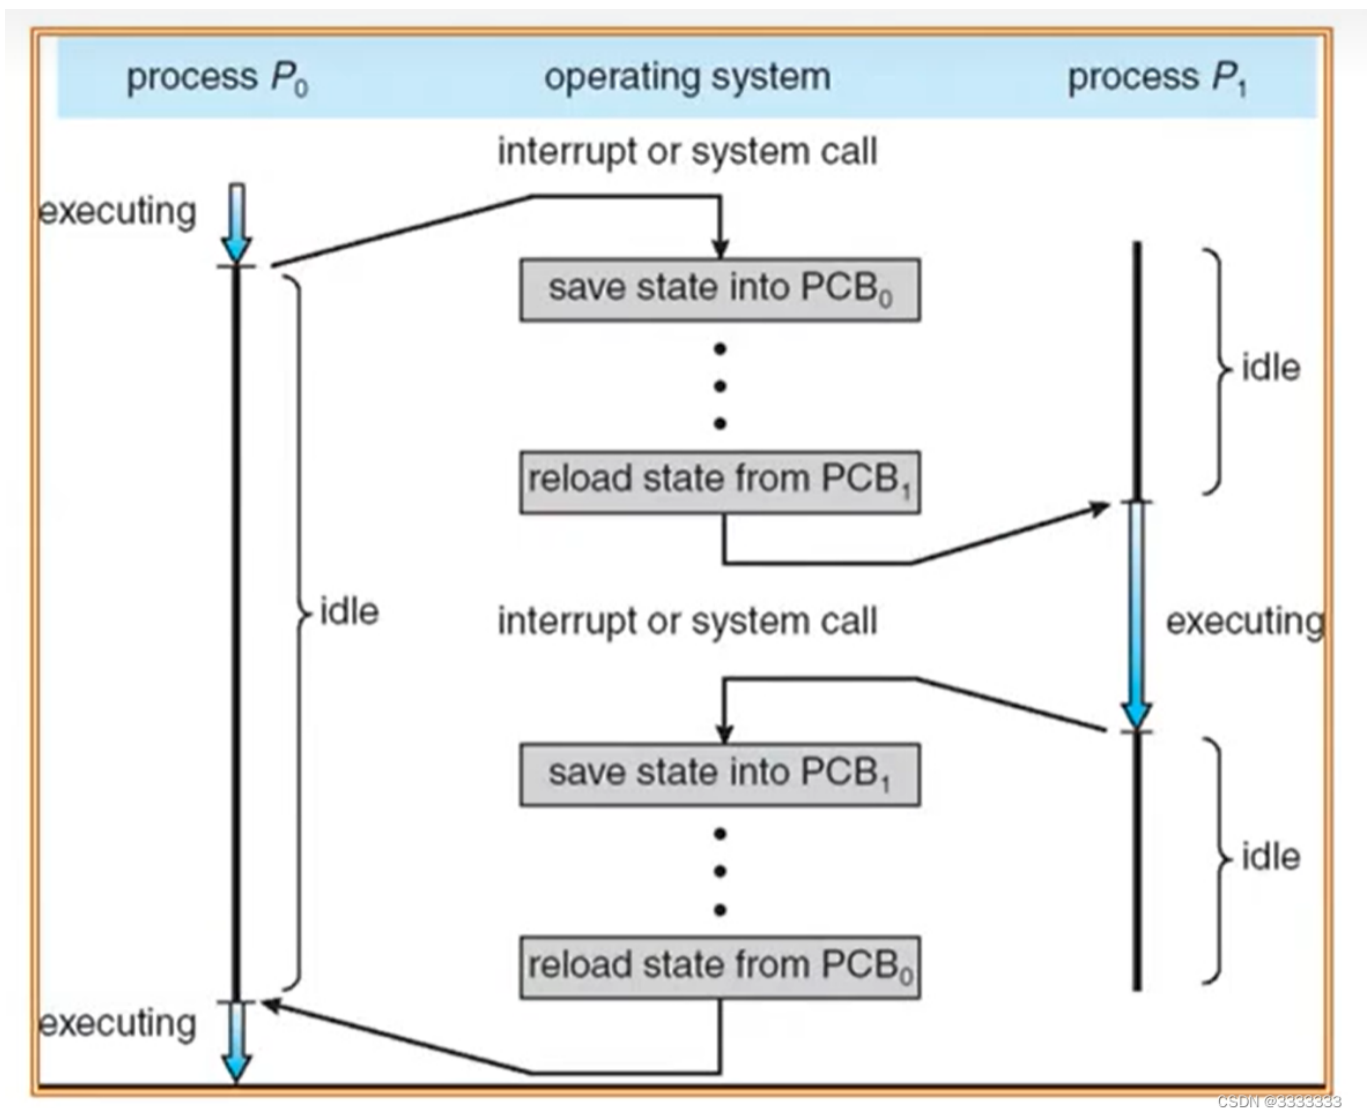 process P₀ operating system process P₁
interrupt or system call
executing
save state into PCB₀
idle
reload state from PCB₁
idle
interrupt or system call
executing
save state into PCB₁
idle
reload state from PCB₀
executing
CSDN @3333333